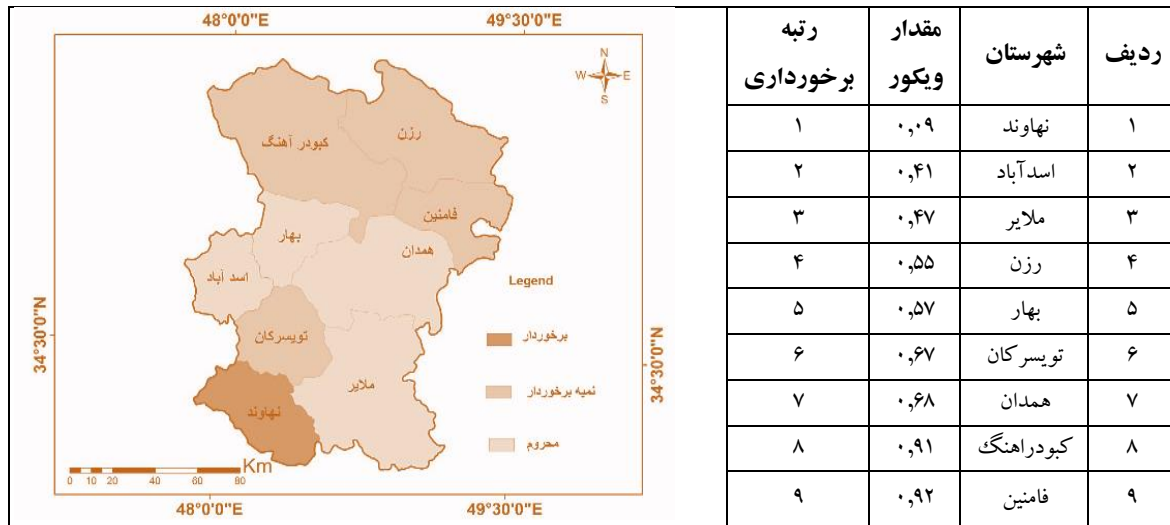 48°0'0"E 49°30'0"E
N
W E
S
رزن
کبودر آهنگ
فامنین
بهار
همدان
اسد آباد
Legend
تویسرکان
برخوردار
ملایر
نمیه برخوردار
نهاوند
محروم
Km
0 10 20 40 60 80
34°30'0"N
34°30'0"N
48°0'0"E 49°30'0"E
ردیف شهرستان مقدار ویکور رتبه برخورداری
۱ نهاوند ۰,۰۹ ۱
۲ اسدآباد ۰,۴۱ ۲
۳ ملایر ۰,۴۷ ۳
۴ رزن ۰,۵۵ ۴
۵ بهار ۰,۵۷ ۵
۶ تویسرکان ۰,۶۷ ۶
۷ همدان ۰,۶۸ ۷
۸ کبودراهنگ ۰,۹۱ ۸
۹ فامنین ۰,۹۲ ۹